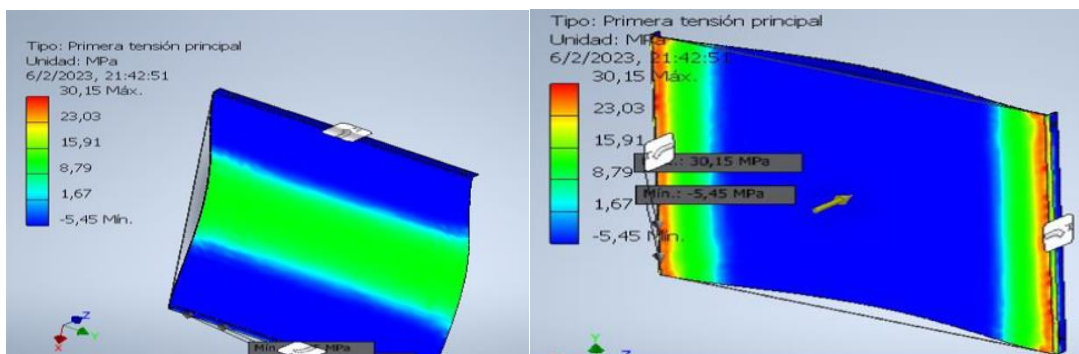 Tipo: Primera tensión principal
Unidad: MPa
6/2/2023, 21:42:51
30,15 Máx.
23,03
15,91
8,79
1,67
-5,45 Mín.
Z
Y
X
MPa
Tipo: Primera tensión principal
Unidad: MPa
6/2/2023, 21:42:51
30,15 Máx.
23,03
15,91
8,79
1,67
-5,45 Mín.
30,15 MPa
Mín.: -5,45 MPa
Y
Z